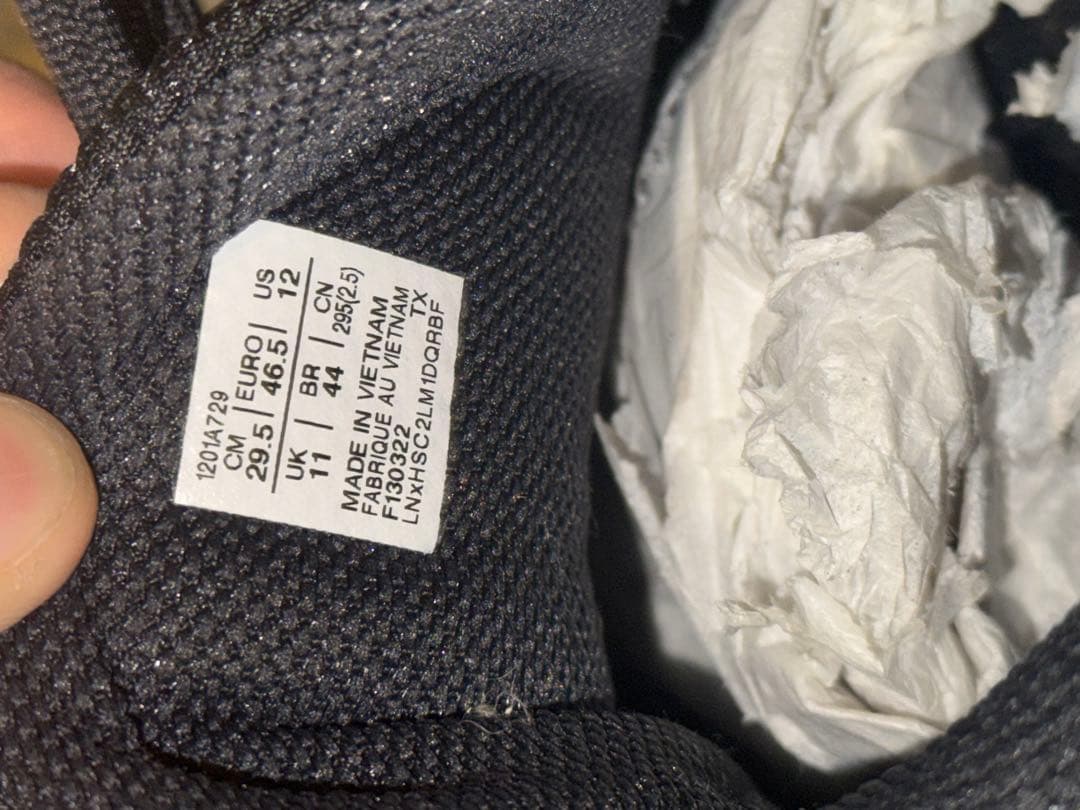 1201A729
CM | EURO | US
29.5 | 46.5 | 12
UK | BR | CN
11 | 44 | 295(2.5)
MADE IN VIETNAM
FABRIQUE AU VIETNAM
F130322 TX
LNxHSC2LM1DQRBF